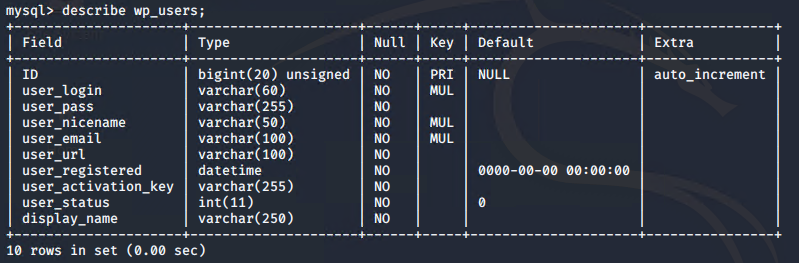 mysql> describe wp_users;
+---------------------+---------------------+------+-----+---------------------+----------------+
| Field               | Type                | Null | Key | Default             | Extra          |
+---------------------+---------------------+------+-----+---------------------+----------------+
| ID                  | bigint(20) unsigned | NO   | PRI | NULL                | auto_increment |
| user_login          | varchar(60)         | NO   | MUL |                     |                |
| user_pass           | varchar(255)        | NO   |     |                     |                |
| user_nicename       | varchar(50)         | NO   | MUL |                     |                |
| user_email          | varchar(100)        | NO   | MUL |                     |                |
| user_url            | varchar(100)        | NO   |     |                     |                |
| user_registered     | datetime            | NO   |     | 0000-00-00 00:00:00 |                |
| user_activation_key | varchar(255)        | NO   |     |                     |                |
| user_status         | int(11)             | NO   |     | 0                   |                |
| display_name        | varchar(250)        | NO   |     |                     |                |
+---------------------+---------------------+------+-----+---------------------+----------------+
10 rows in set (0.00 sec)